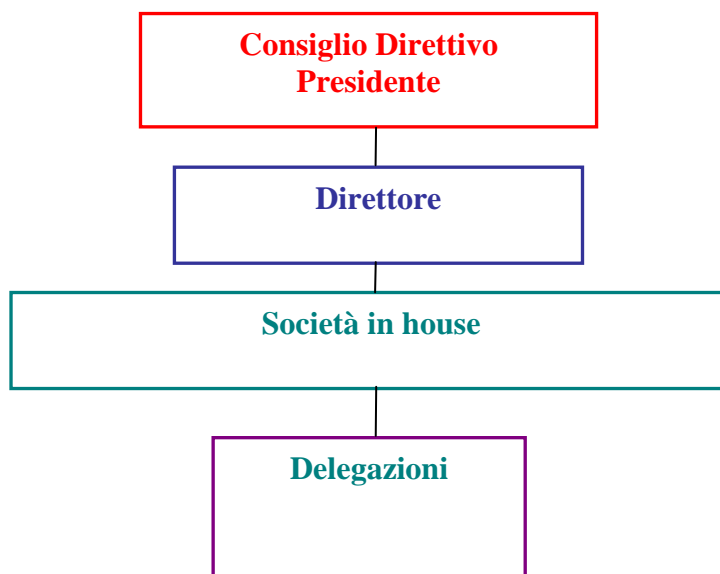 Consiglio Direttivo
Presidente
Direttore
Società in house
Delegazioni